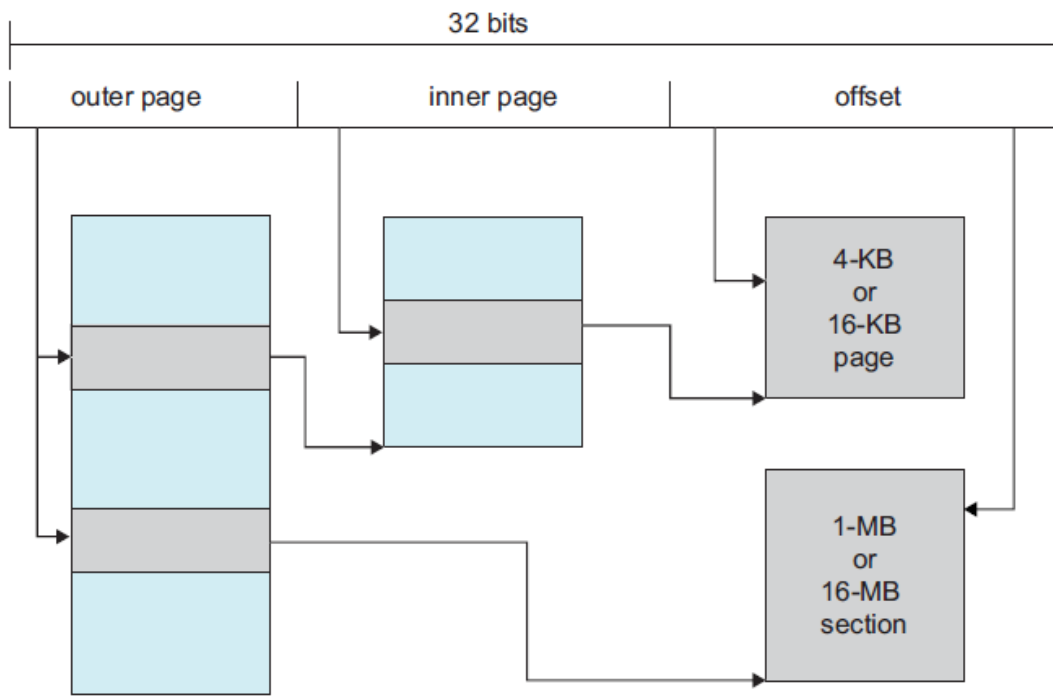 32 bits
outer page
inner page
offset
4-KB
or
16-KB
page
1-MB
or
16-MB
section